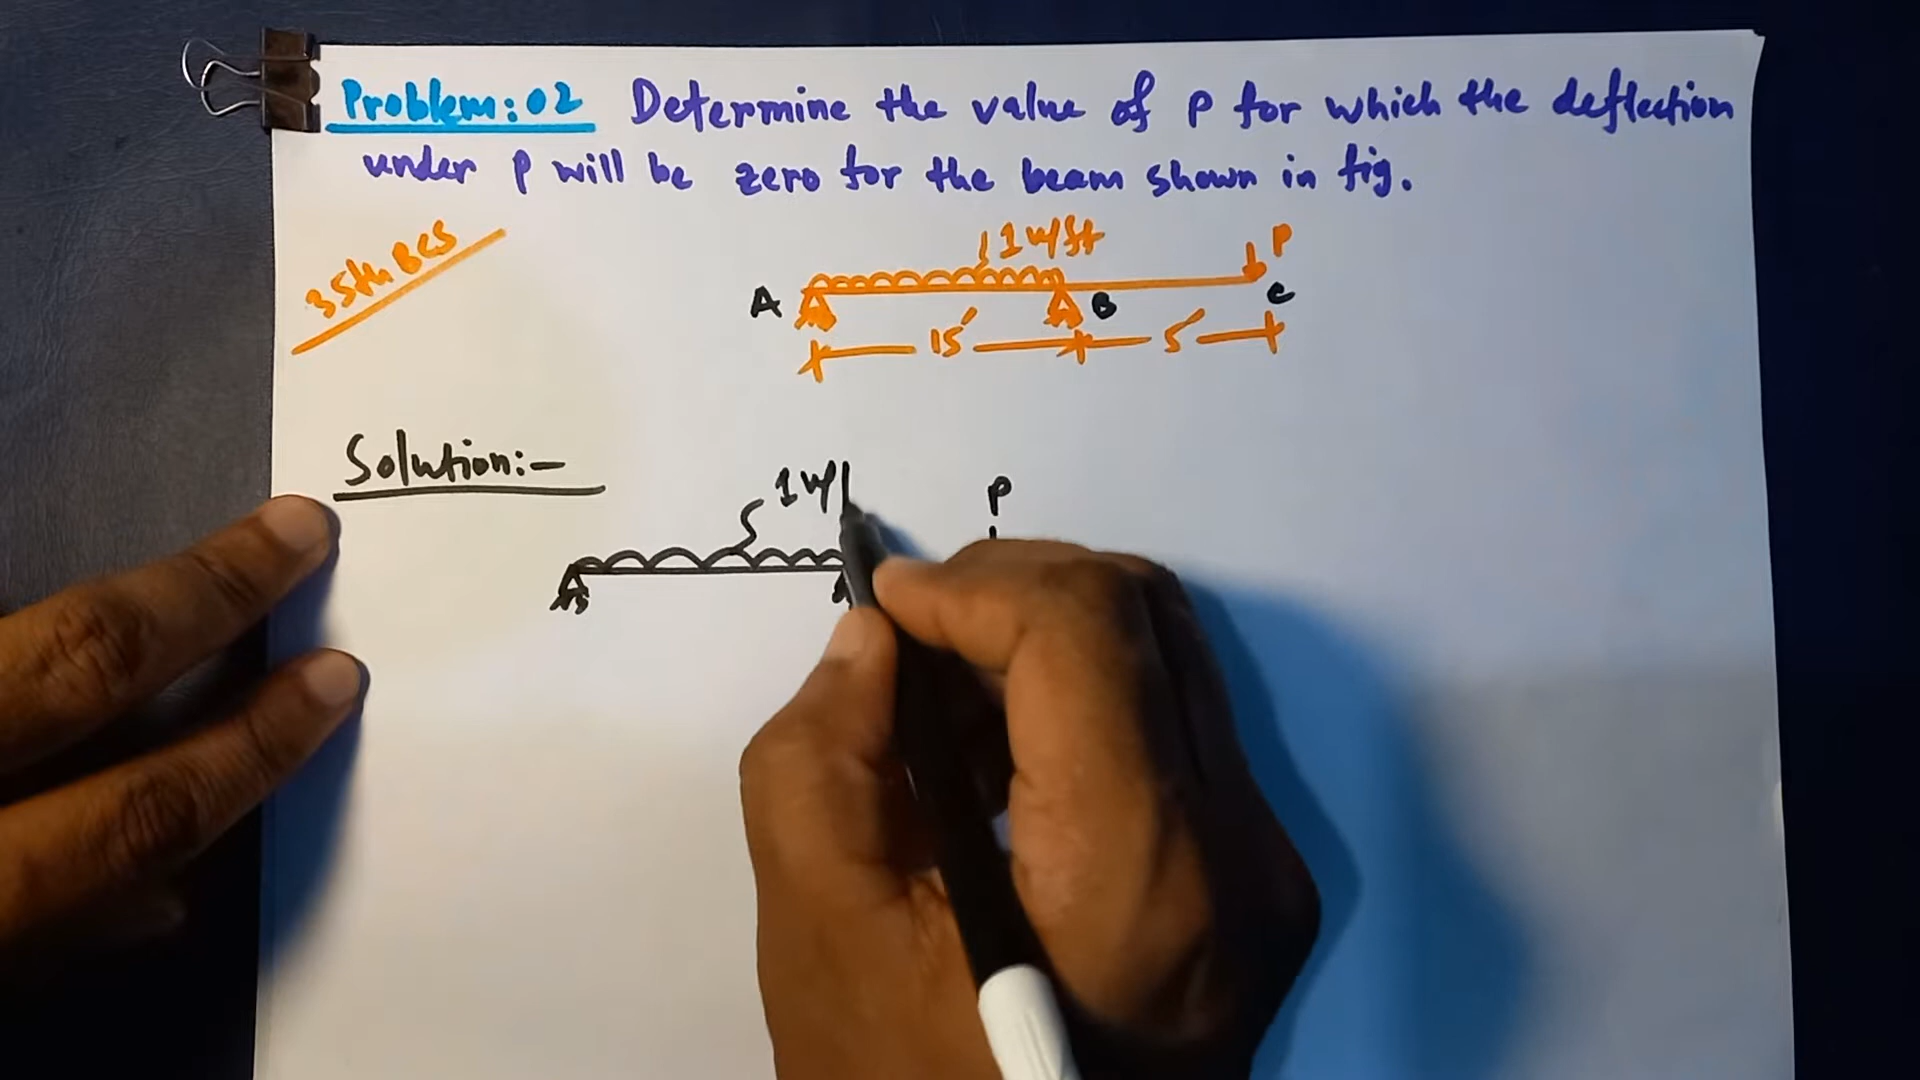 Problem: 02 Determine the value of P for which the deflection
under P will be zero for the beam shown in fig.
35th BCS
1 w/ft
P
A
B
C
15'
5'
Solution:-
1 w/
P